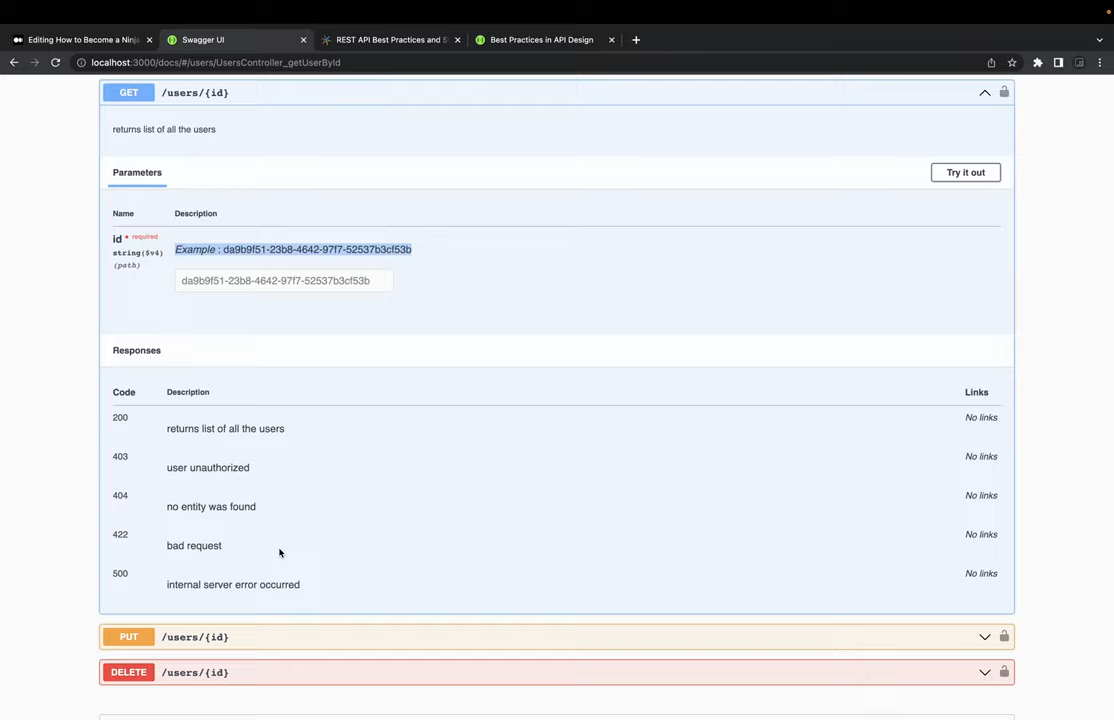 Editing How to Become a Ninja
Swagger UI
REST API Best Practices and S
Best Practices in API Design
localhost:3000/docs/#/users/UsersController_getUserById
GET /users/{id}
returns list of all the users
Parameters
Try it out
Name Description
id * required
string($v4)
(path)
Example : da9b9f51-23b8-4642-97f7-52537b3cf53b
da9b9f51-23b8-4642-97f7-52537b3cf53b
Responses
Code Description Links
200 No links
returns list of all the users
403 No links
user unauthorized
404 No links
no entity was found
422 No links
bad request
500 No links
internal server error occurred
PUT /users/{id}
DELETE /users/{id}